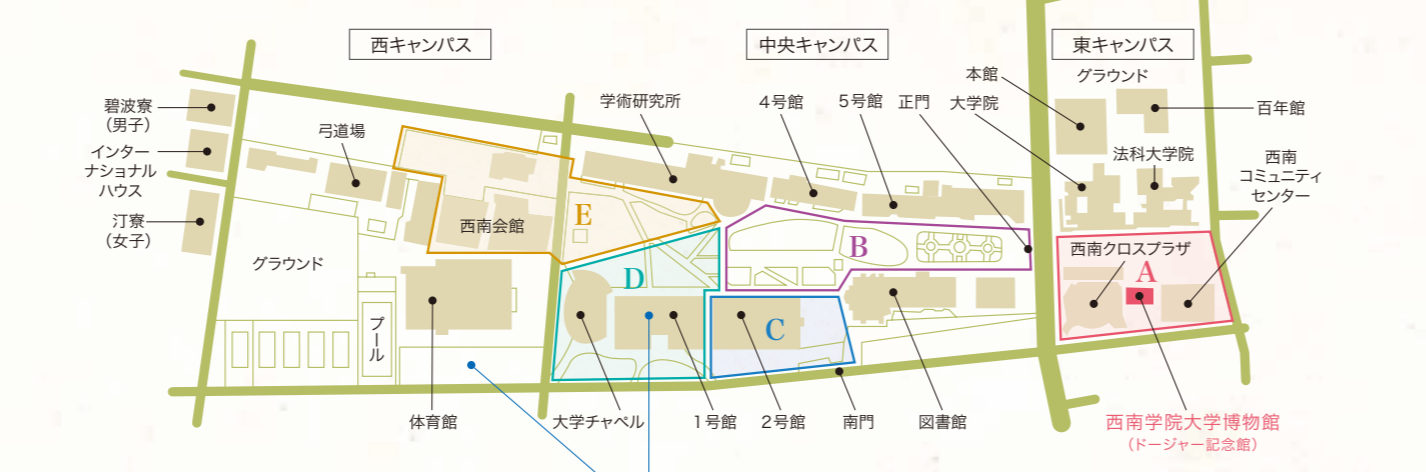 西キャンパス
中央キャンパス
東キャンパス
グラウンド
本館
学術研究所
4号館
5号館
正門
大学院
百年館
碧波寮
（男子）
弓道場
インター
ナショナル
ハウス
法科大学院
西南
コミュニティ
センター
汀寮
（女子）
西南会館
E
B
西南クロスプラザ
A
グラウンド
D
プール
C
体育館
大学チャペル
1号館
2号館
南門
図書館
西南学院大学博物館
（ドージャー記念館）